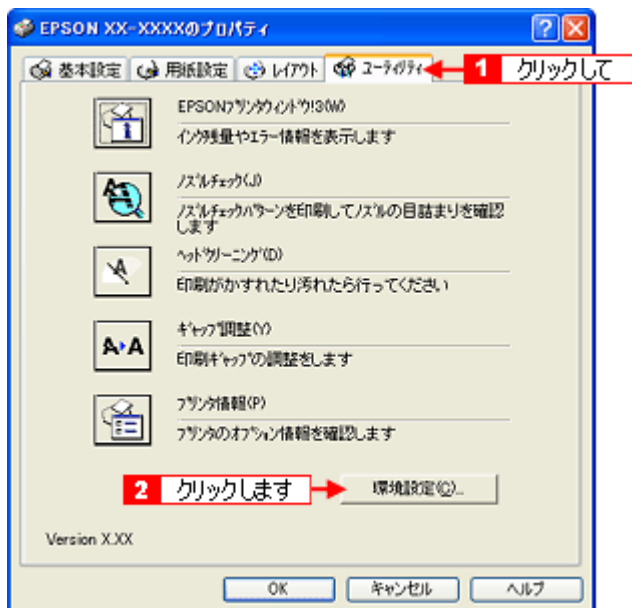 EPSON XX-XXXXのプロパティ
基本設定 用紙設定 レイアウト ユーティリティ 1 クリックして
EPSONプリンタウィンドウ!3(W)
インク残量やエラー情報を表示します
ノズルチェック(J)
ノズルチェックパターンを印刷してノズルの目詰まりを確認
します
ヘッドクリーニング(D)
印刷がかすれたり汚れたら行ってください
ギャップ調整(Y)
印刷ギャップの調整をします
プリンタ情報(P)
プリンタのオプション情報を確認します
2 クリックします 環境設定(C)...
Version X.XX
OK キャンセル ヘルプ